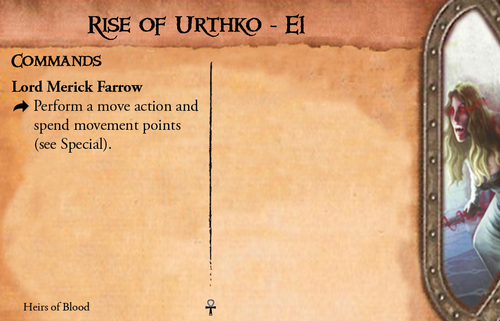 Rise of Urthko - E1
Commands
Lord Merick Farrow
Perform a move action and
spend movement points
(see Special).
Heirs of Blood